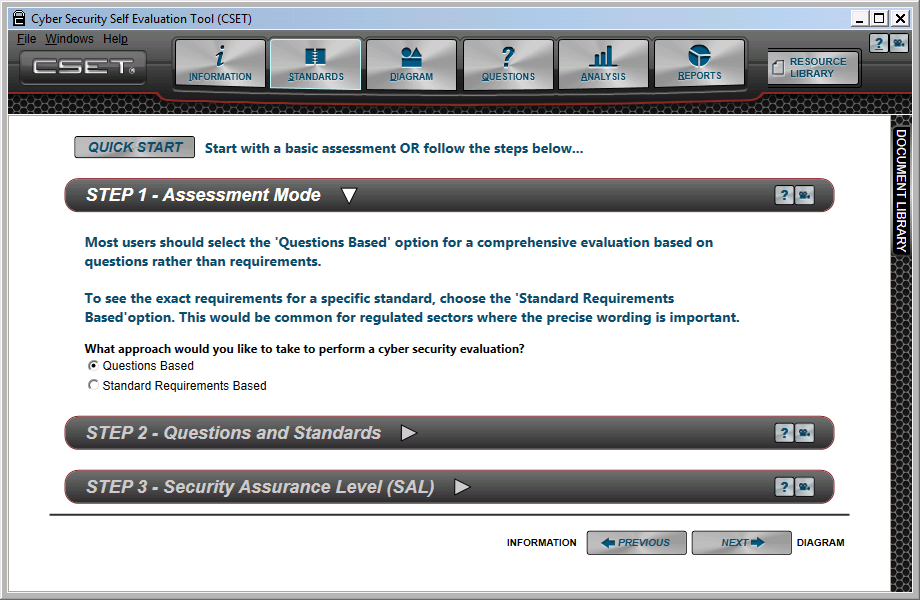 Cyber Security Self Evaluation Tool (CSET)
File Windows Help
CSET
INFORMATION
STANDARDS
DIAGRAM
QUESTIONS
ANALYSIS
REPORTS
RESOURCE
LIBRARY
DOCUMENT LIBRARY
QUICK START Start with a basic assessment OR follow the steps below...
STEP 1 - Assessment Mode
Most users should select the 'Questions Based' option for a comprehensive evaluation based on
questions rather than requirements.
To see the exact requirements for a specific standard, choose the 'Standard Requirements
Based'option. This would be common for regulated sectors where the precise wording is important.
What approach would you like to take to perform a cyber security evaluation?
Questions Based
Standard Requirements Based
STEP 2 - Questions and Standards
STEP 3 - Security Assurance Level (SAL)
INFORMATION PREVIOUS NEXT DIAGRAM